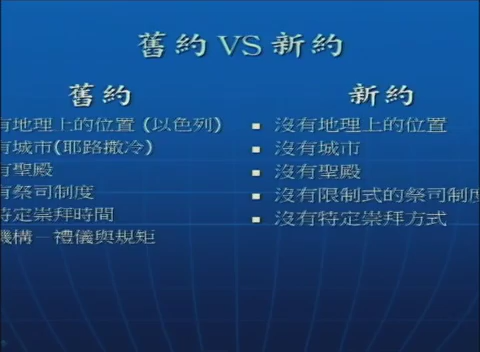 舊約 VS 新約
舊約
有地理上的位置 (以色列)
有城市(耶路撒冷)
有聖殿
有祭司制度
特定崇拜時間
機構－禮儀與規矩
新約
沒有地理上的位置
沒有城市
沒有聖殿
沒有限制式的祭司制度
沒有特定崇拜方式